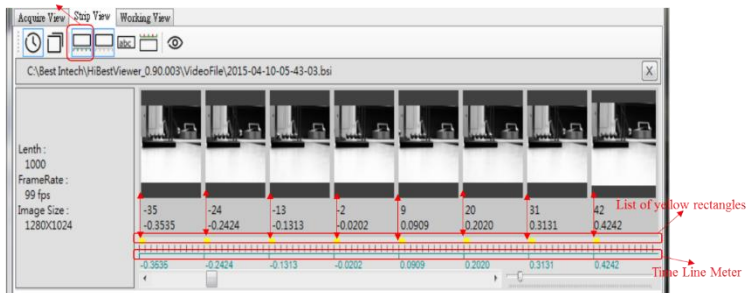 Acquire View Strip View Working View
abc
C:\Best Intech\HiBestViewer_0.90.003\VideoFile\2015-04-10-05-43-03.bsi X
Lenth :
1000
FrameRate :
99 fps
Image Size :
1280X1024
-35 -24 -13 -2 9 20 31 42
-0.3535 -0.2424 -0.1313 -0.0202 0.0909 0.2020 0.3131 0.4242
List of yellow rectangles
-0.3636 -0.2424 -0.1313 -0.0202 0.0909 0.2020 0.3131 0.4242
Time Line Meter